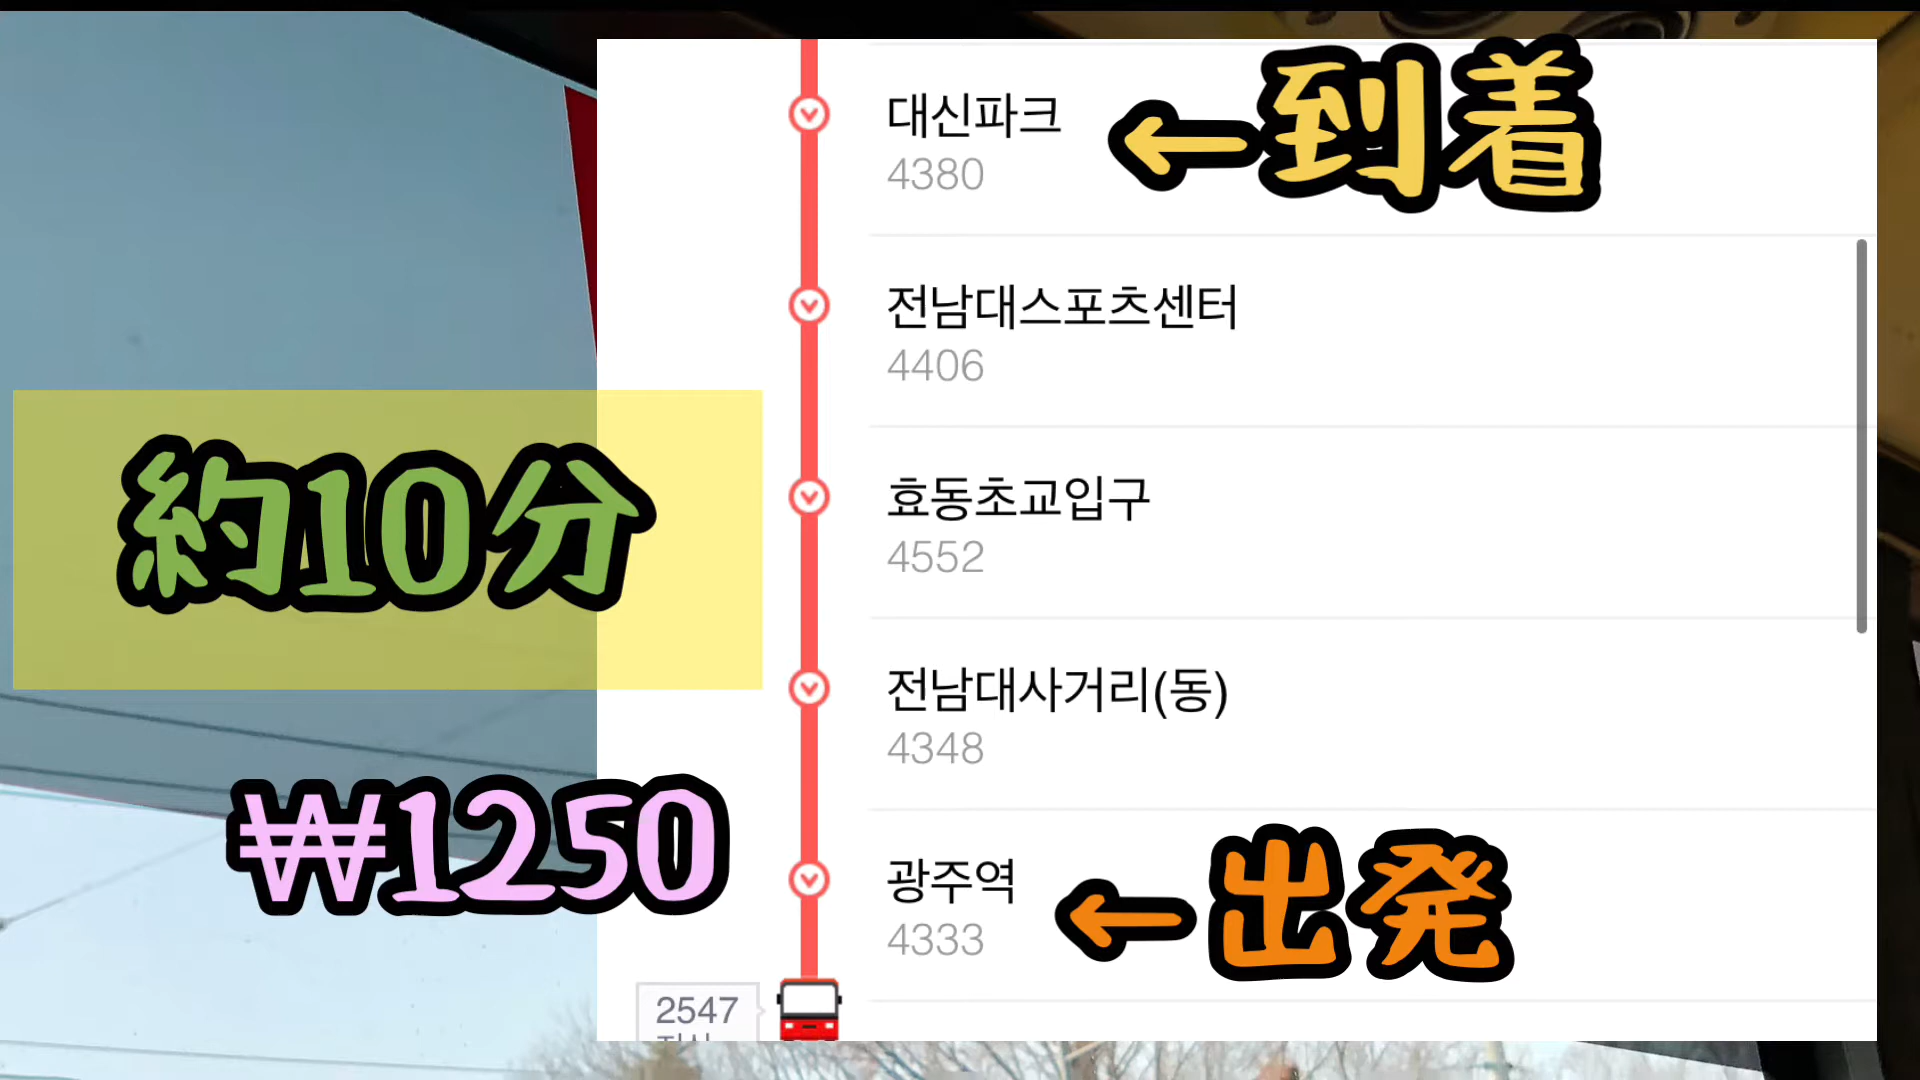 대신파크
4380
←到着
전남대스포츠센터
4406
효동초교입구
4552
約10分
전남대사거리(동)
4348
₩1250
광주역
4333
←出発
2547